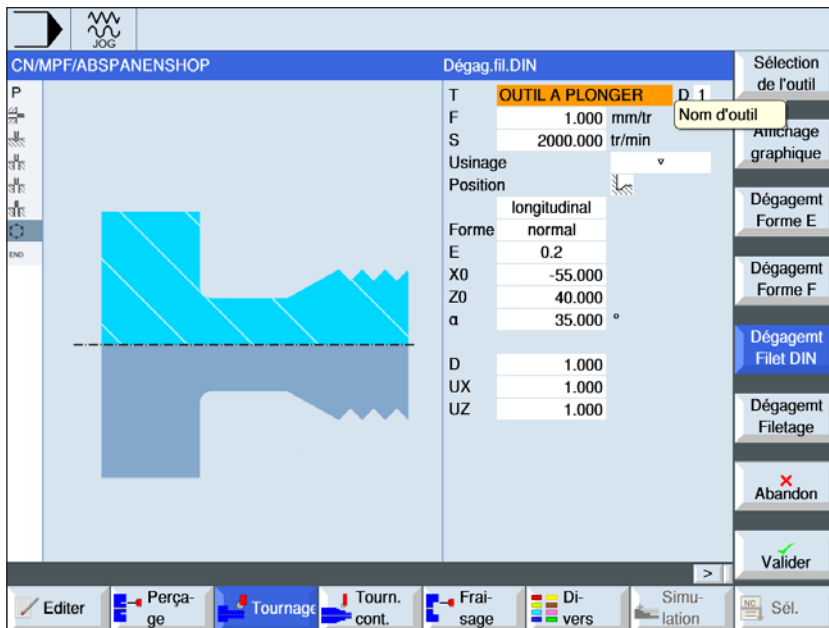 JOG
CN/MPF/ABSPANENSHOP
Dégag.fil.DIN
P
END
T OUTIL A PLONGER D 1
Nom d'outil
F 1.000 mm/tr
S 2000.000 tr/min
Usinage ▿
Position
longitudinal
Forme normal
E 0.2
X0 -55.000
Z0 40.000
α 35.000 °
D 1.000
UX 1.000
UZ 1.000
Sélection
de l'outil
Affichage
graphique
Dégagemt
Forme E
Dégagemt
Forme F
Dégagemt
Filet DIN
Dégagemt
Filetage
Abandon
Valider
>
Editer
Perça-
ge
Tournage
Tourn.
cont.
Frai-
sage
Di-
vers
Simu-
lation
NC
Sél.